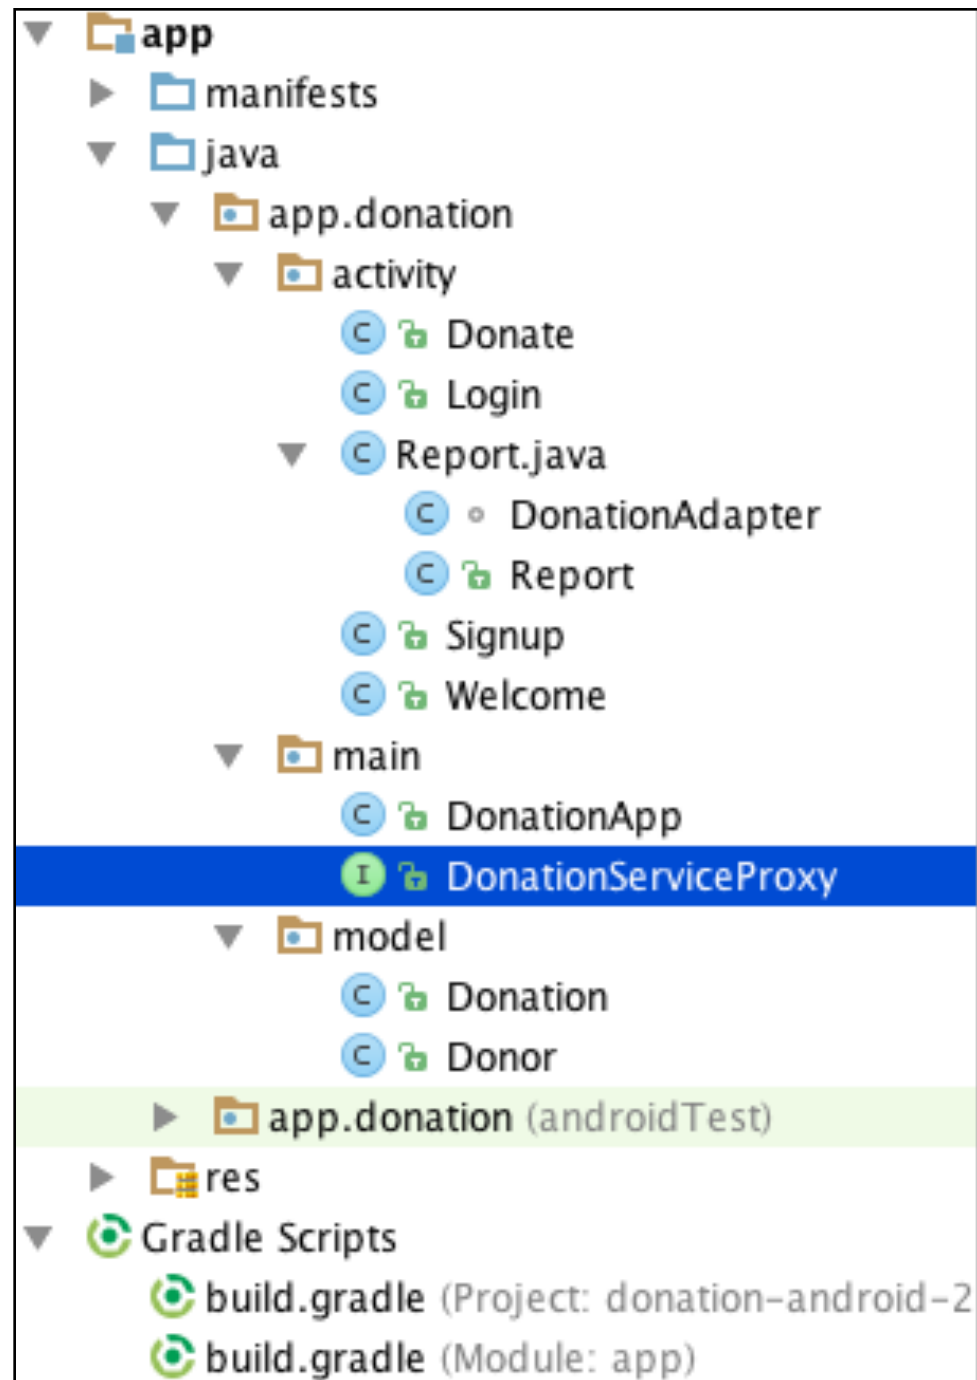 app
manifests
java
app.donation
activity
C Donate
C Login
C Report.java
C DonationAdapter
C Report
C Signup
C Welcome
main
C DonationApp
I DonationServiceProxy
model
C Donation
C Donor
app.donation (androidTest)
res
Gradle Scripts
build.gradle (Project: donation-android-2
build.gradle (Module: app)